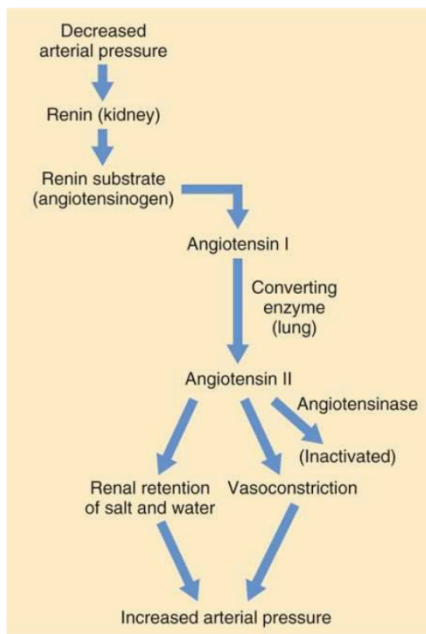 Decreased
arterial pressure
Renin (kidney)
Renin substrate
(angiotensinogen)
Angiotensin I
Converting
enzyme
(lung)
Angiotensin II
Angiotensinase
(Inactivated)
Renal retention
of salt and water
Vasoconstriction
Increased arterial pressure